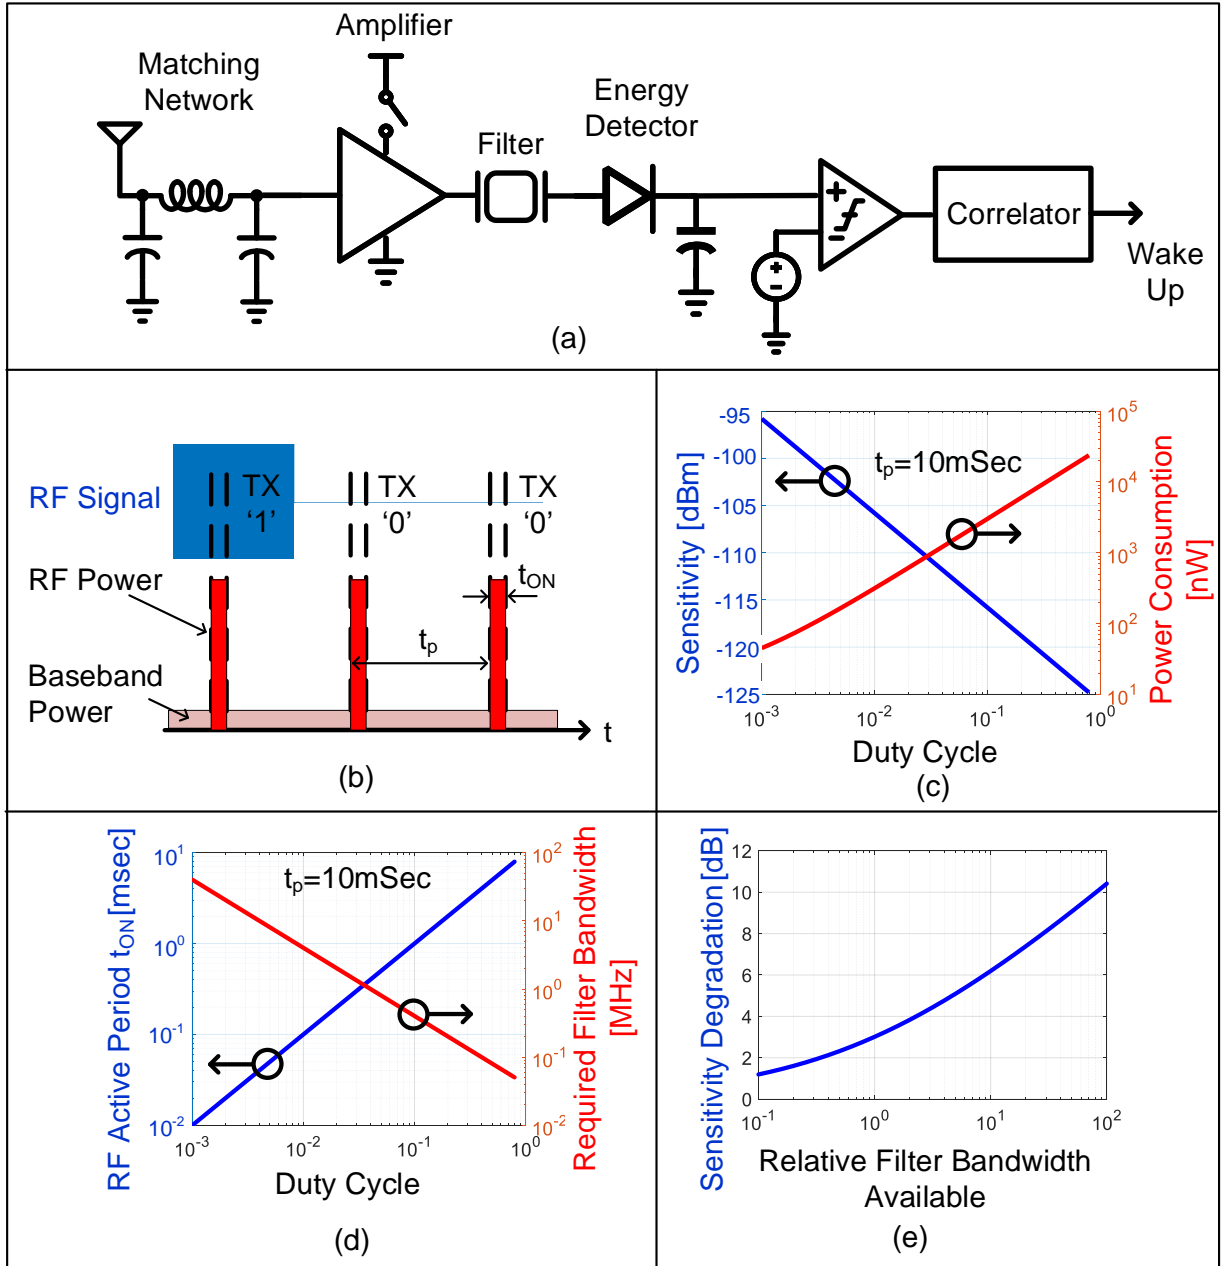 Amplifier
Matching
Network
Energy
Detector
Filter
+
−
+
−
Correlator
Wake
Up
(a)
RF Signal
TX
'1'
TX
'0'
TX
'0'
RF Power
t_ON
t_p
Baseband
Power
t
(b)
Sensitivity [dBm]
-95
-100
-105
-110
-115
-120
-125
t_p=10mSec
10^5
10^4
10^3
10^2
10^1
Power Consumption
[nW]
10^-3 10^-2 10^-1 10^0
Duty Cycle
(c)
RF Active Period t_ON[msec]
10^1
10^0
10^-1
10^-2
t_p=10mSec
10^2
10^1
10^0
10^-1
10^-2
Required Filter Bandwidth
[MHz]
10^-3 10^-2 10^-1 10^0
Duty Cycle
(d)
Sensitivity Degradation[dB]
12
10
8
6
4
2
0
10^-1 10^0 10^1 10^2
Relative Filter Bandwidth
Available
(e)